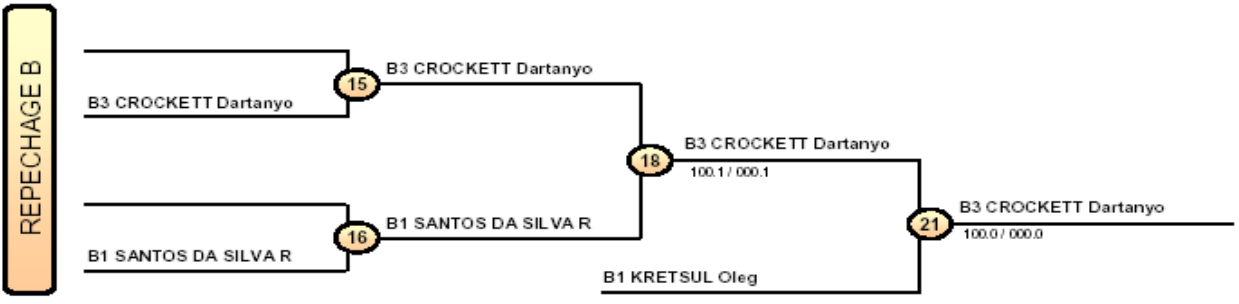 REPECHAGE B
B3 CROCKETT Dartanyo
15
B3 CROCKETT Dartanyo
B3 CROCKETT Dartanyo
18
100.1 / 000.1
B3 CROCKETT Dartanyo
21
100.0 / 000.0
B1 SANTOS DA SILVA R
16
B1 SANTOS DA SILVA R
B1 KRETSUL Oleg